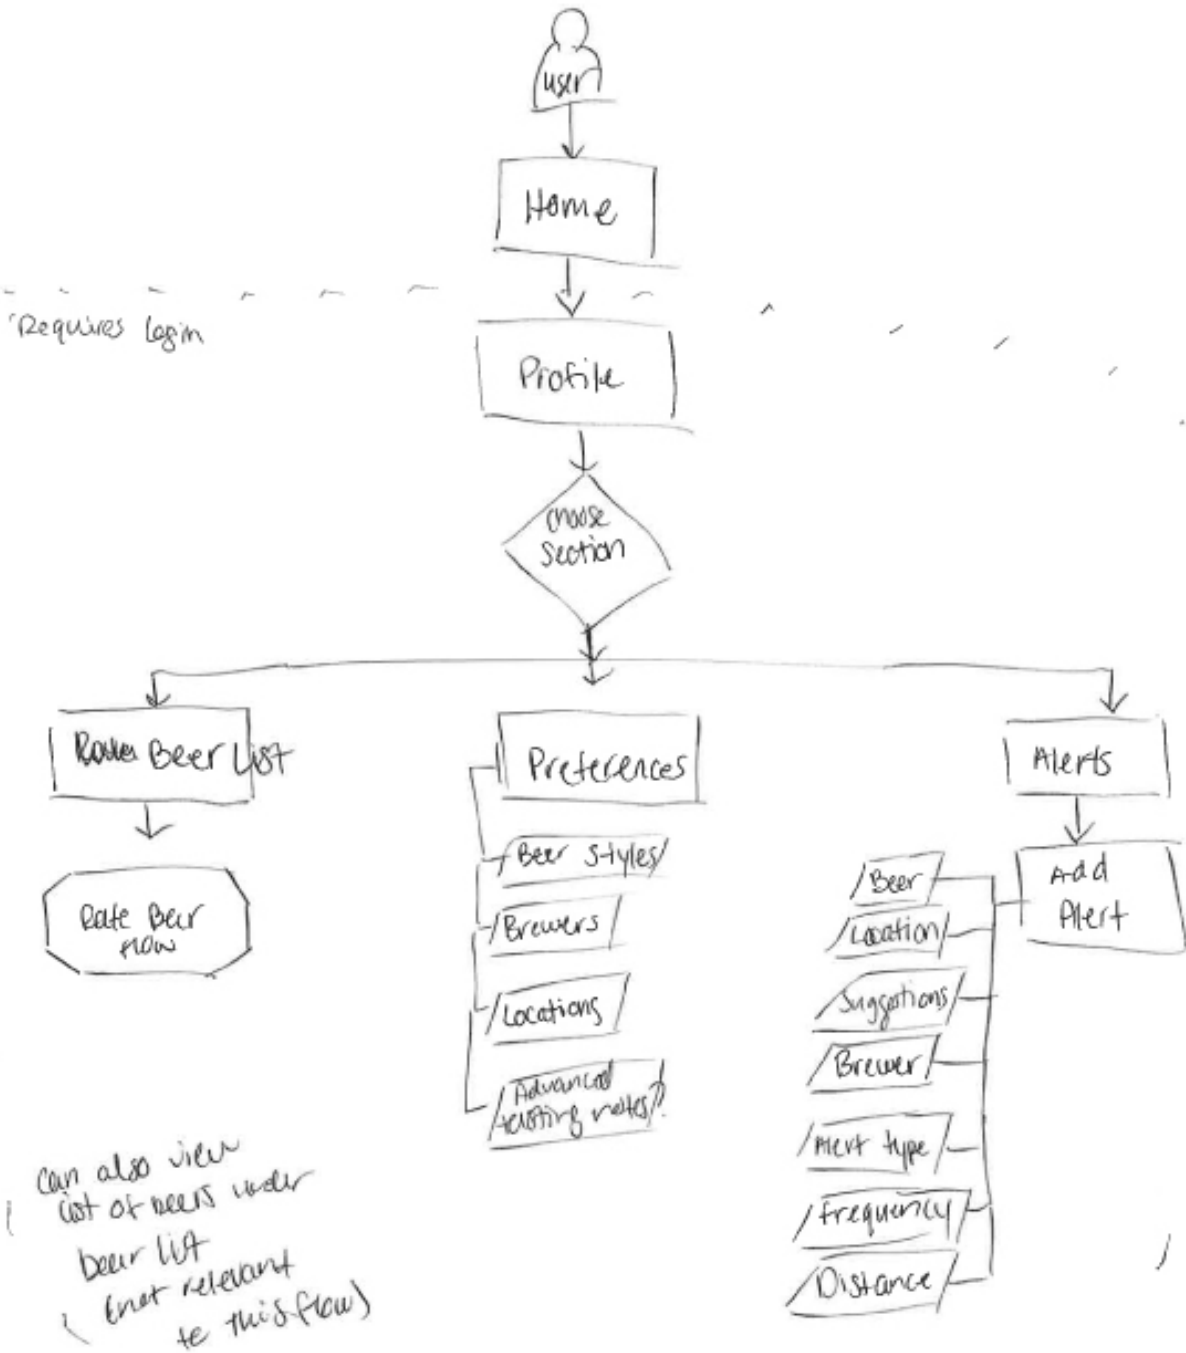 user
Home
Requires login
Profile
choose
Section
Beer List
Preferences
Alerts
Rate Beer
Flow
Beer Styles
Brewers
Locations
Advanced
tasting notes?
Add
Alert
Beer
Location
Suggestions
Brewer
Alert type
Frequency
Distance
Can also view
list of beers under
beer list
(not relevant
to this flow)